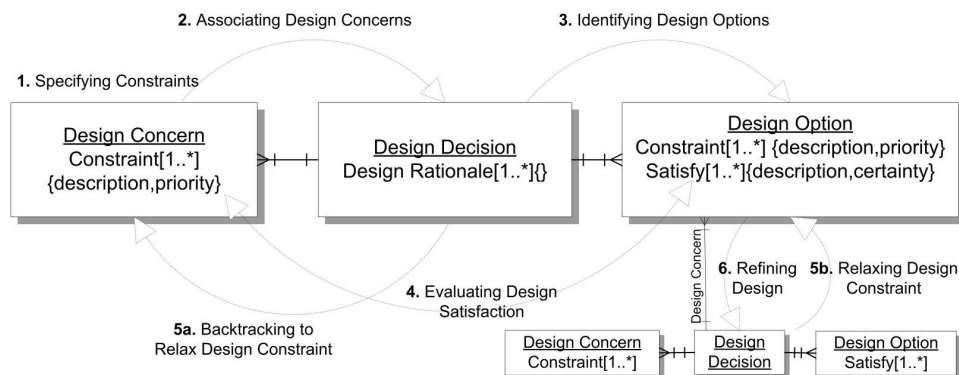 2. Associating Design Concerns
3. Identifying Design Options
1. Specifying Constraints
Design Concern
Constraint[1..*]
{description,priority}
Design Decision
Design Rationale[1..*]{}
Design Option
Constraint[1..*] {description,priority}
Satisfy[1..*]{description,certainty}
Design Concern
6. Refining
Design
5b. Relaxing Design
Constraint
4. Evaluating Design
Satisfaction
5a. Backtracking to
Relax Design Constraint
Design Concern
Constraint[1..*]
Design
Decision
Design Option
Satisfy[1..*]